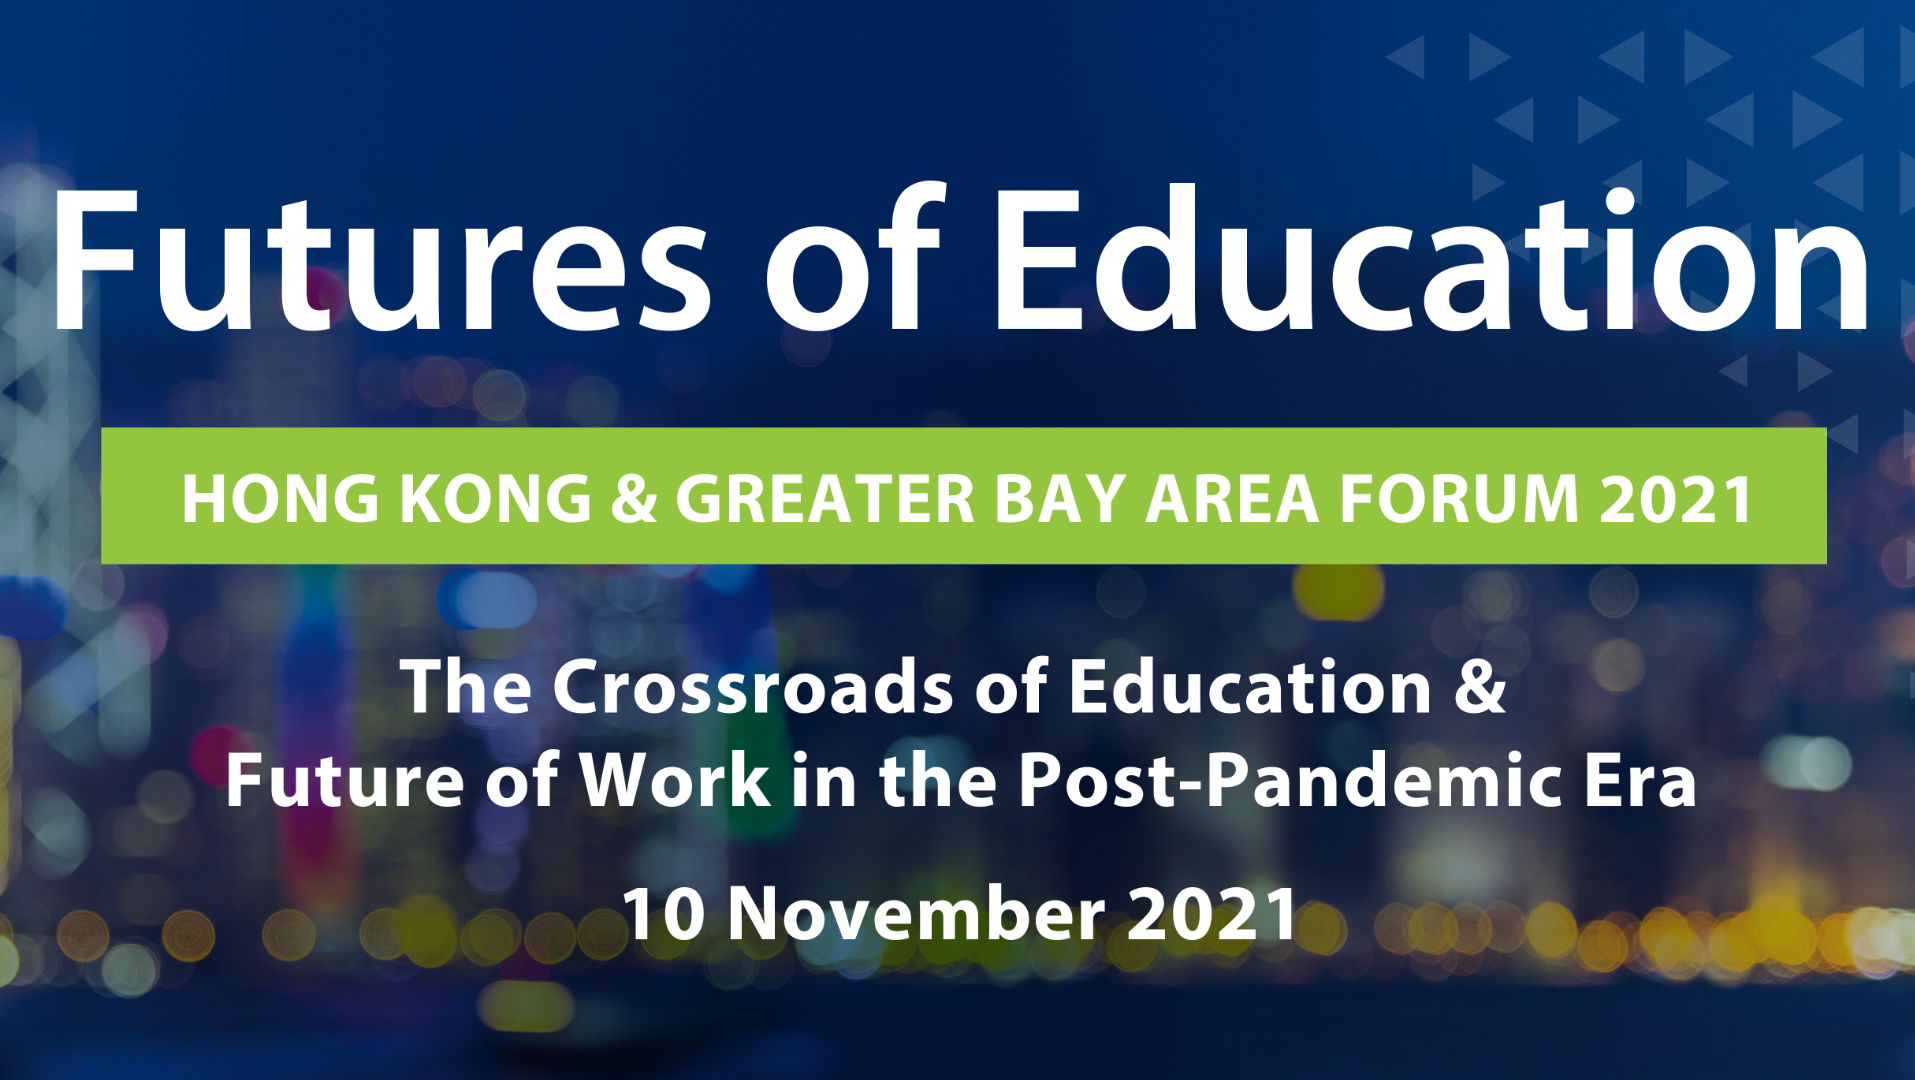 Futures of Education
HONG KONG & GREATER BAY AREA FORUM 2021
The Crossroads of Education &
Future of Work in the Post-Pandemic Era
10 November 2021